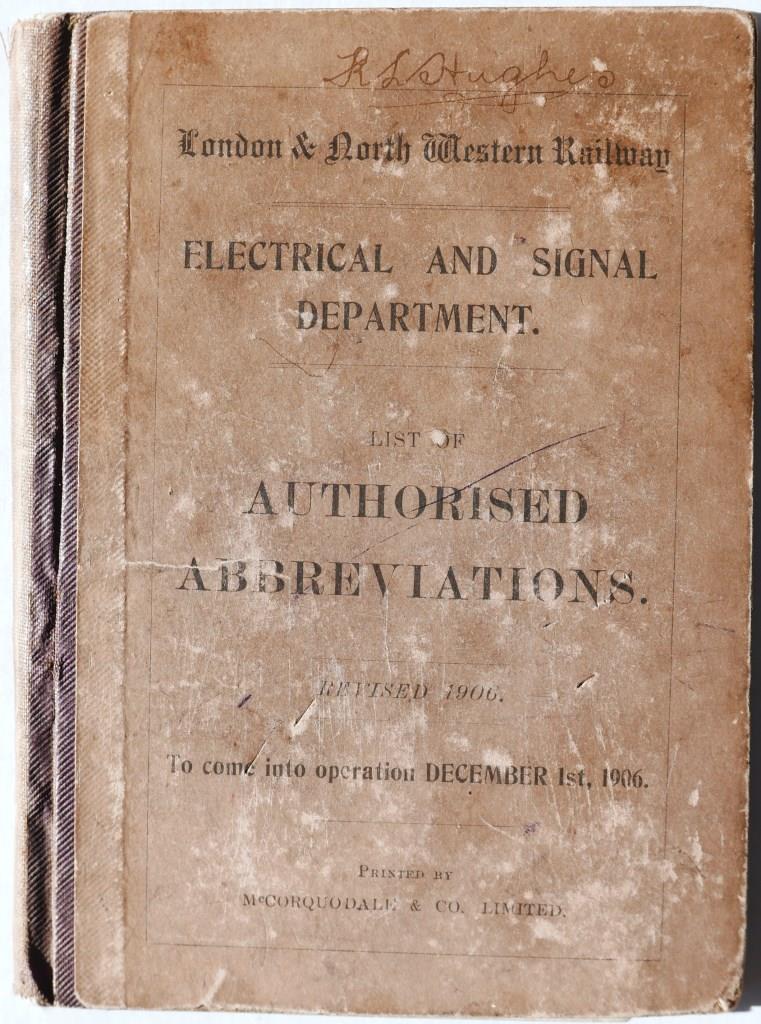 R L Hughes
London & North Western Railway
ELECTRICAL AND SIGNAL
DEPARTMENT.
LIST OF
AUTHORISED
ABBREVIATIONS.
REVISED 1906.
To come into operation DECEMBER 1st, 1906.
PRINTED BY
McCORQUODALE & CO. LIMITED.